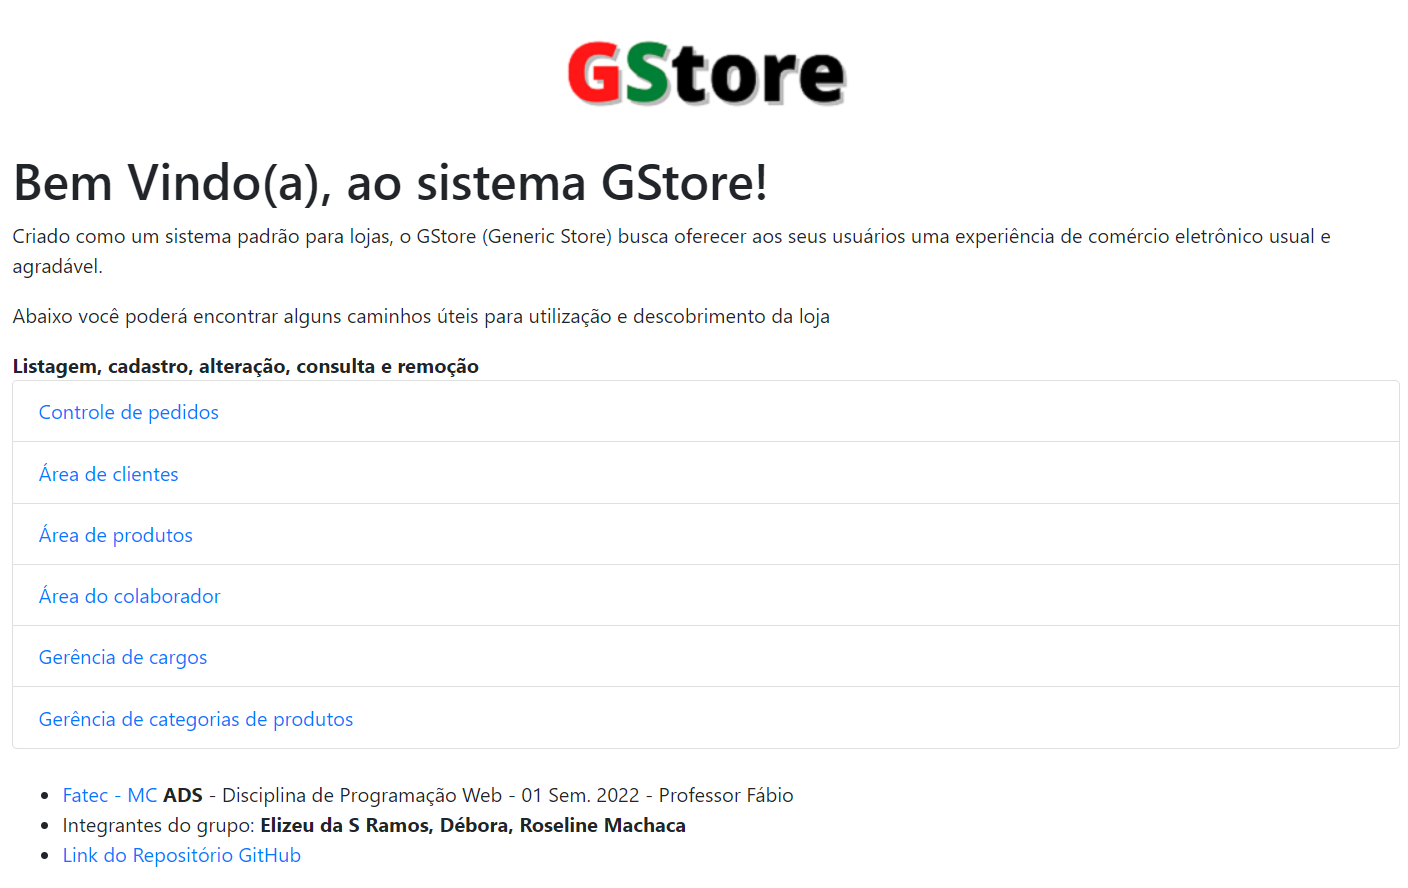 GStore
Bem Vindo(a), ao sistema GStore!
Criado como um sistema padrão para lojas, o GStore (Generic Store) busca oferecer aos seus usuários uma experiência de comércio eletrônico usual e
agradável.
Abaixo você poderá encontrar alguns caminhos úteis para utilização e descobrimento da loja
Listagem, cadastro, alteração, consulta e remoção
Controle de pedidos
Área de clientes
Área de produtos
Área do colaborador
Gerência de cargos
Gerência de categorias de produtos
Fatec - MC ADS - Disciplina de Programação Web - 01 Sem. 2022 - Professor Fábio
Integrantes do grupo: Elizeu da S Ramos, Débora, Roseline Machaca
Link do Repositório GitHub